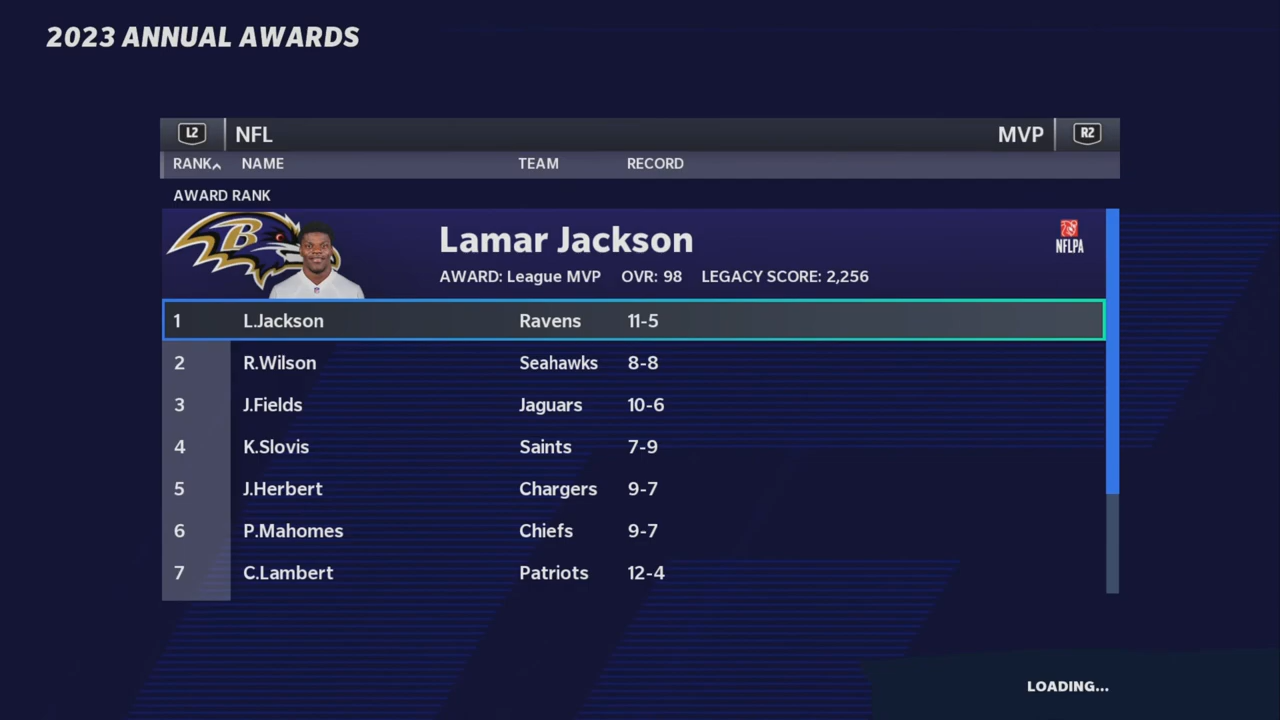 2023 ANNUAL AWARDS
L2 NFL MVP R2
RANK NAME TEAM RECORD
AWARD RANK
Lamar Jackson
AWARD: League MVP OVR: 98 LEGACY SCORE: 2,256
NFLPA
1 L.Jackson Ravens 11-5
2 R.Wilson Seahawks 8-8
3 J.Fields Jaguars 10-6
4 K.Slovis Saints 7-9
5 J.Herbert Chargers 9-7
6 P.Mahomes Chiefs 9-7
7 C.Lambert Patriots 12-4
LOADING...